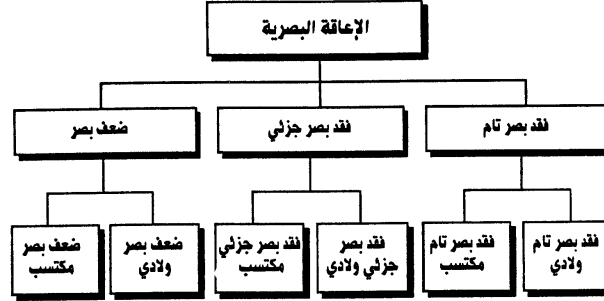 الإعاقة البصرية
فقد بصر تام
فقد بصر جزئي
ضعف بصر
فقد بصر تام
ولادي
فقد بصر تام
مكتسب
فقد بصر
جزئي ولادي
فقد بصر جزئي
مكتسب
ضعف بصر
ولادي
ضعف بصر
مكتسب